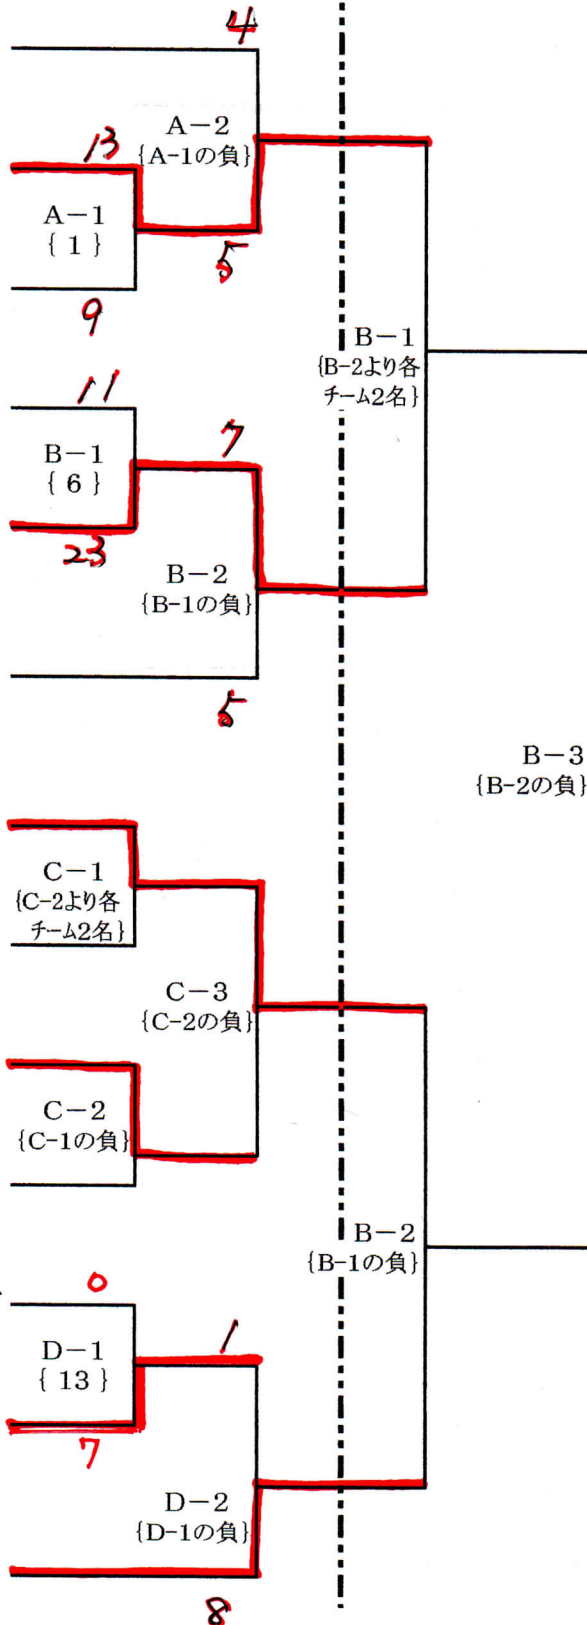 4
A-2
{A-1の負}
13
A-1
{ 1 }
5
9
B-1
{B-2より各
チーム2名}
11
7
B-1
{ 6 }
23
B-2
{B-1の負}
5
B-3
{B-2の負}
C-1
{C-2より各
チーム2名}
C-3
{C-2の負}
C-2
{C-1の負}
B-2
{B-1の負}
0
1
D-1
{ 13 }
7
D-2
{D-1の負}
8